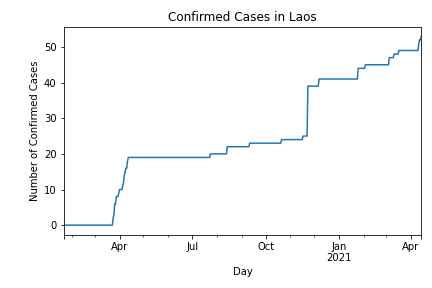 Confirmed Cases in Laos
50
40
30
20
10
0
Number of Confirmed Cases
Apr
Jul
Oct
Jan
2021
Apr
Day